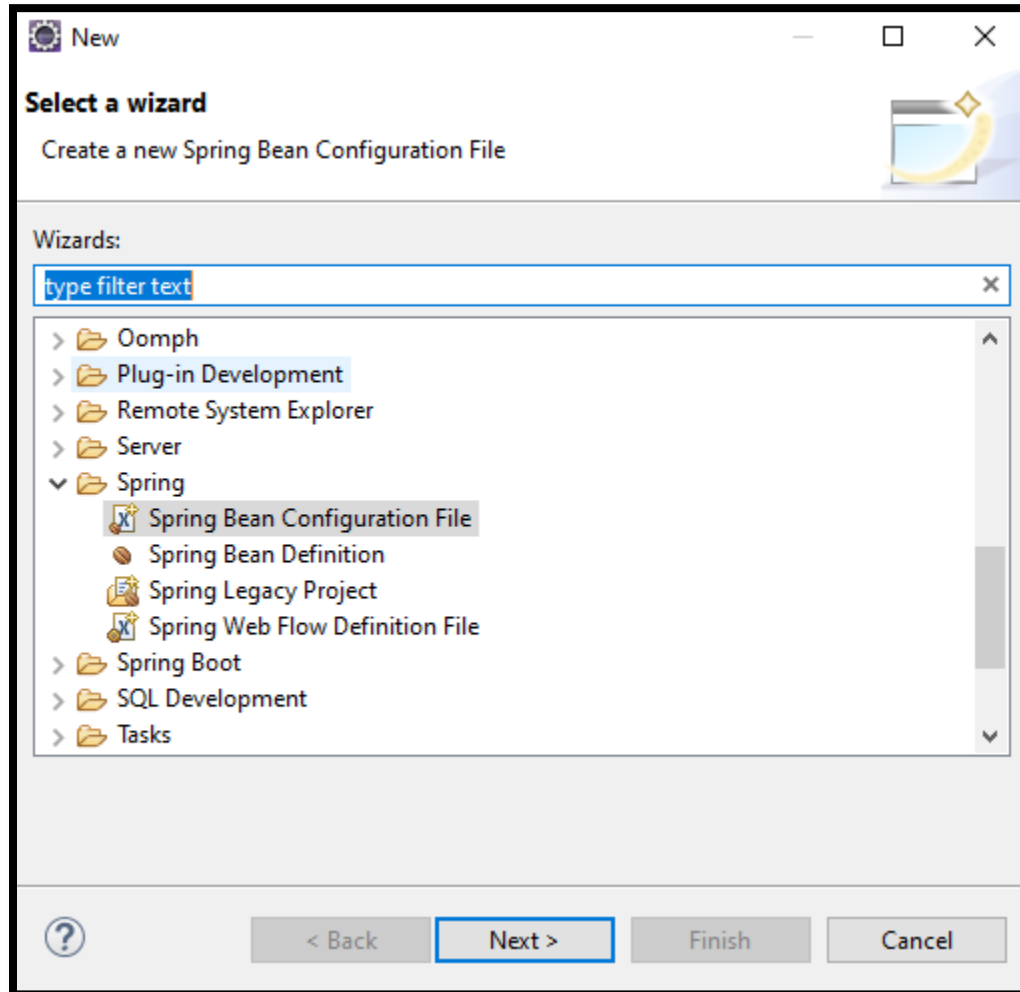 New
Select a wizard
Create a new Spring Bean Configuration File
Wizards:
type filter text
Oomph
Plug-in Development
Remote System Explorer
Server
Spring
Spring Bean Configuration File
Spring Bean Definition
Spring Legacy Project
Spring Web Flow Definition File
Spring Boot
SQL Development
Tasks
? < Back Next > Finish Cancel